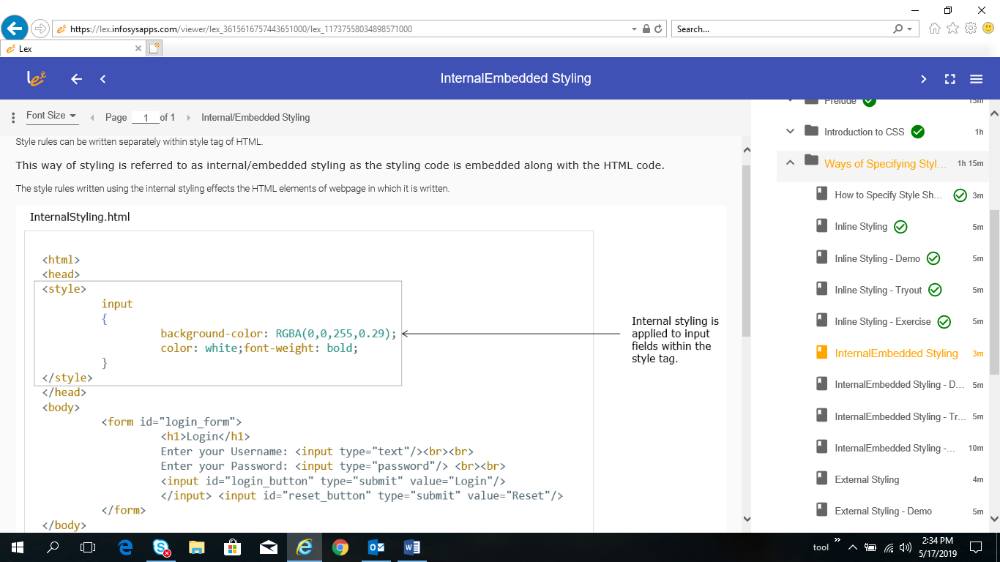 https://lex.infosysapps.com/viewer/lex_3615616757443651000/lex_11737558034898571000
Search...
Lex
lex
InternalEmbedded Styling
Font Size
Page 1 of 1
Internal/Embedded Styling
Style rules can be written separately within style tag of HTML.
This way of styling is referred to as internal/embedded styling as the styling code is embedded along with the HTML code.
The style rules written using the internal styling effects the HTML elements of webpage in which it is written.
InternalStyling.html
<html>
<head>
<style>
input
{
background-color: RGBA(0,0,255,0.29);
color: white;font-weight: bold;
}
</style>
</head>
<body>
<form id="login_form">
<h1>Login</h1>
Enter your Username: <input type="text"/><br><br>
Enter your Password: <input type="password"/> <br><br>
<input id="login_button" type="submit" value="Login"/>
</input> <input id="reset_button" type="submit" value="Reset"/>
</form>
</body>
Internal styling is
applied to input
fields within the
style tag.
Prelude 15m
Introduction to CSS 1h
Ways of Specifying Styl... 1h 15m
How to Specify Style Sh... 3m
Inline Styling 5m
Inline Styling - Demo 5m
Inline Styling - Tryout 5m
Inline Styling - Exercise 5m
InternalEmbedded Styling 3m
InternalEmbedded Styling - D... 5m
InternalEmbedded Styling - Tr... 5m
InternalEmbedded Styling -... 10m
External Styling 4m
External Styling - Demo 5m
tool
2:34 PM
5/17/2019